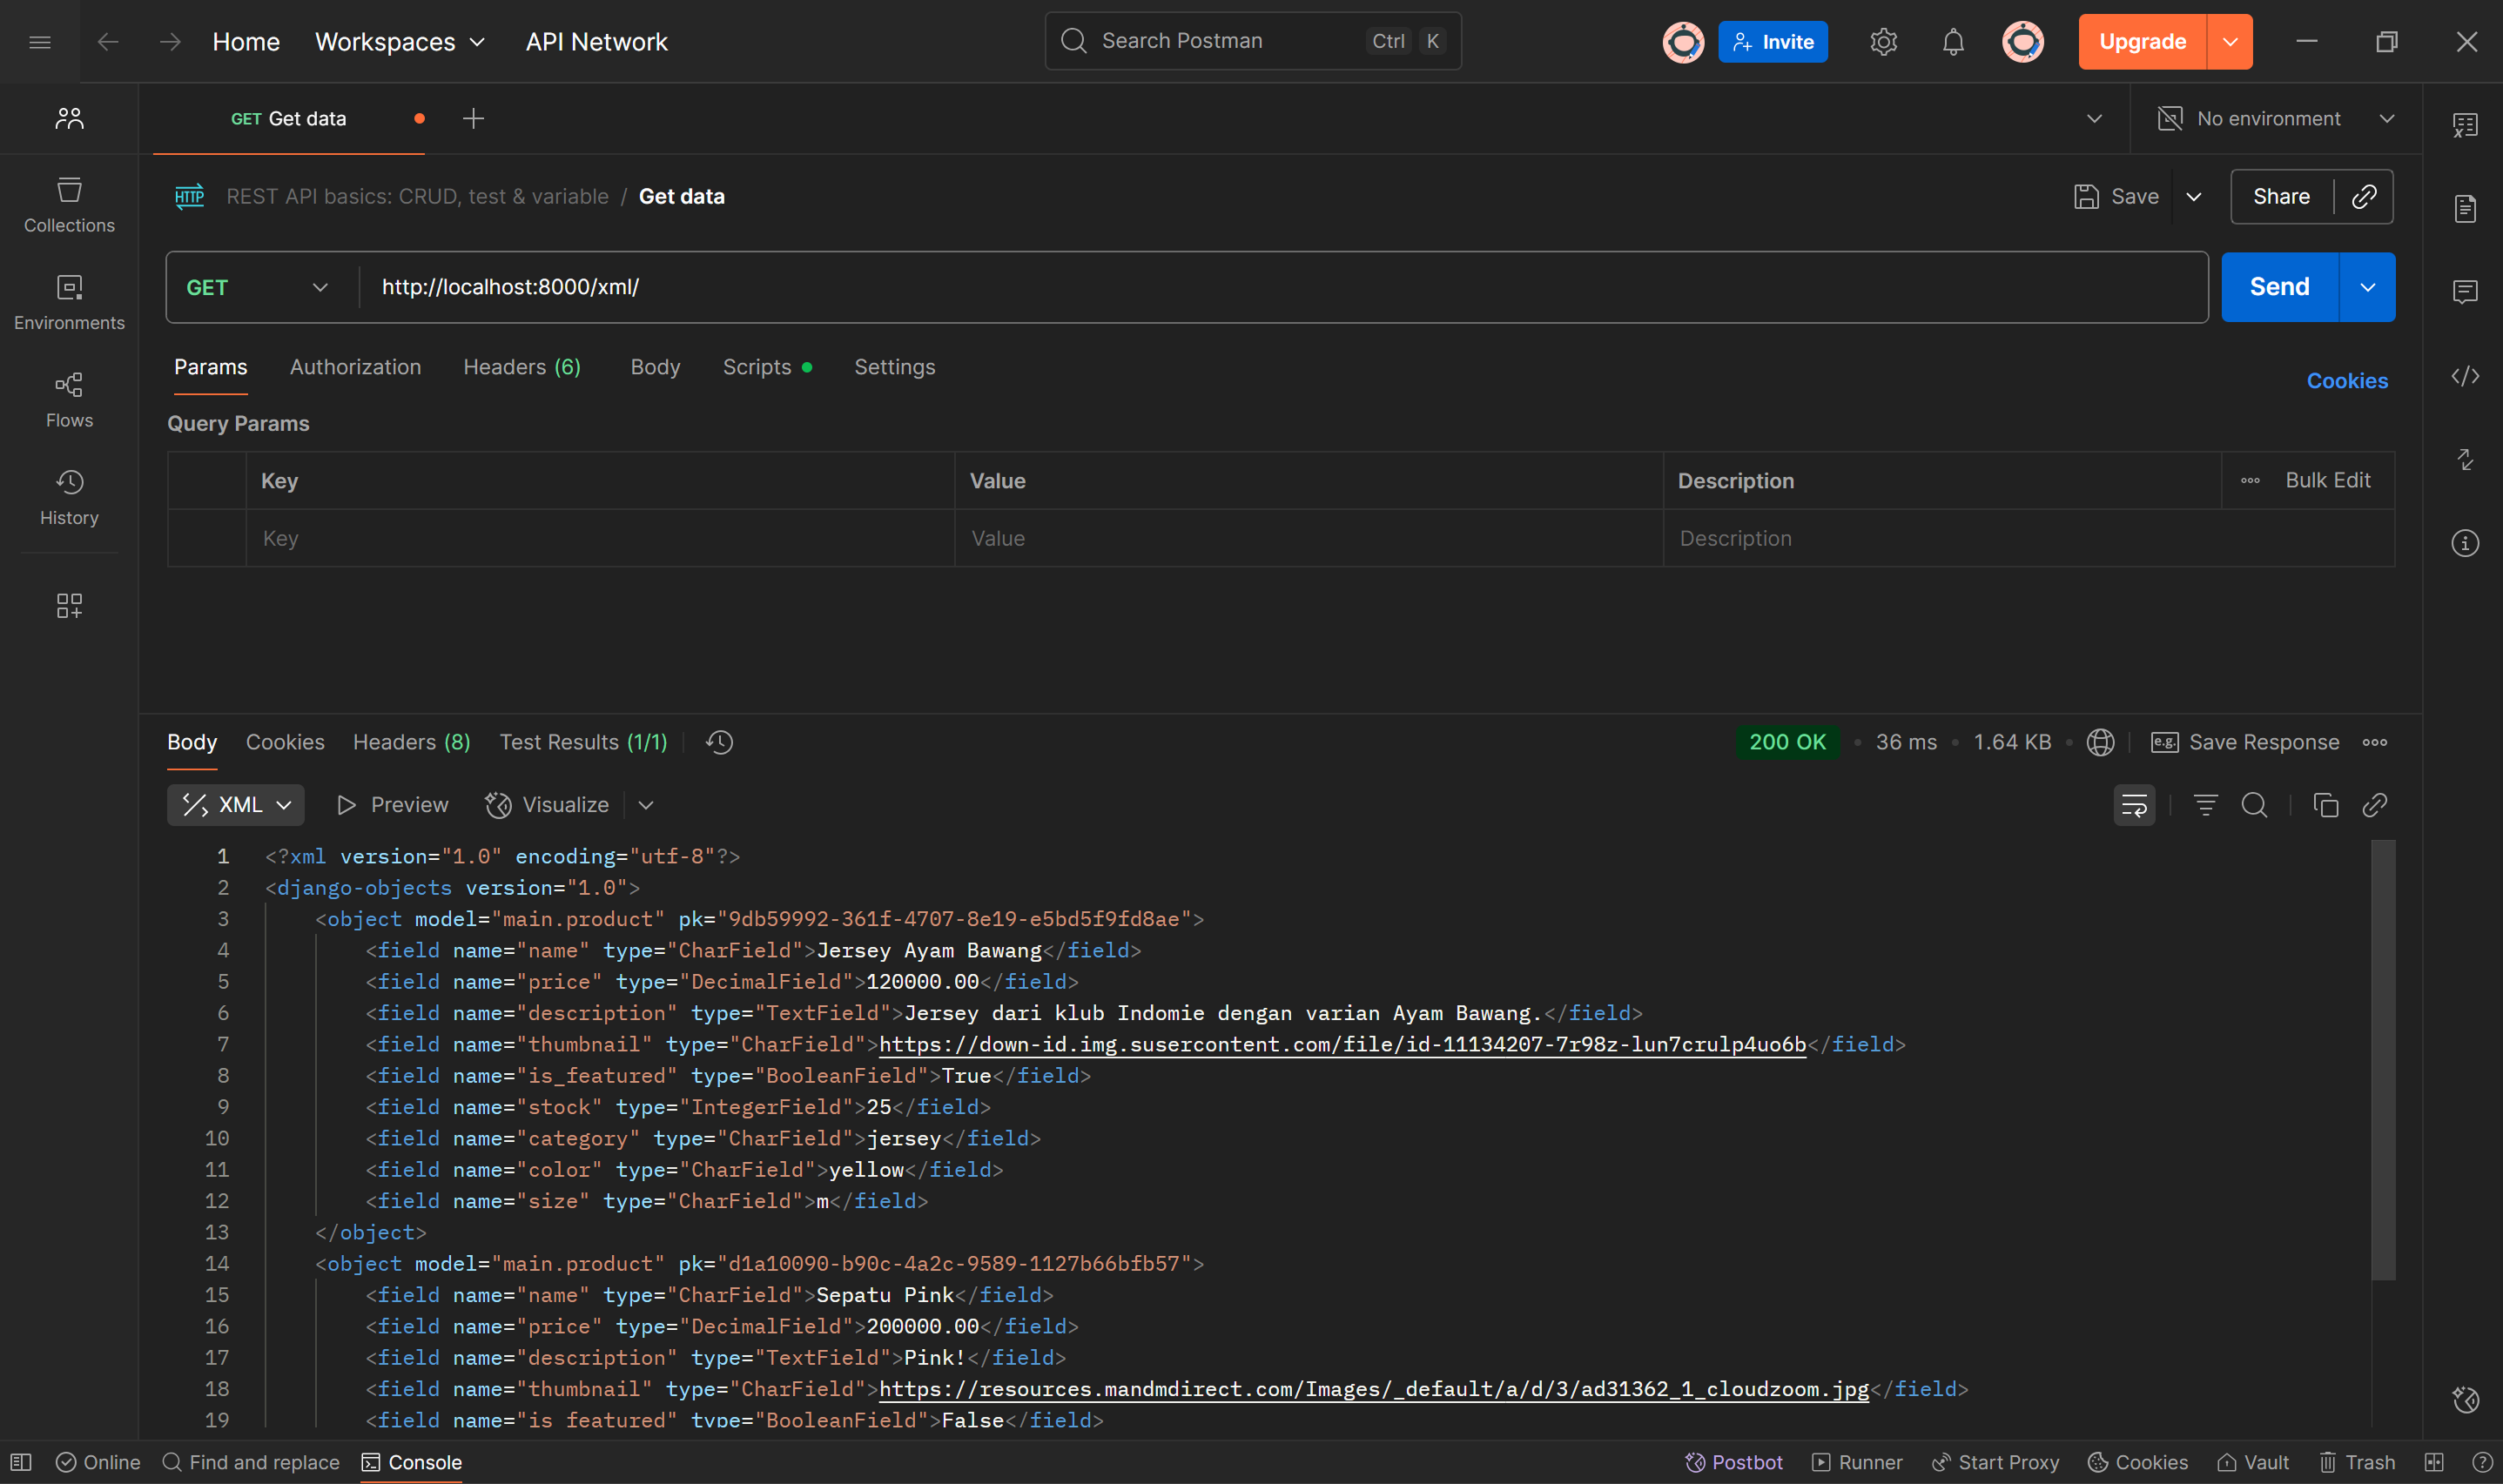 Home Workspaces API Network Search Postman Ctrl K Invite Upgrade
GET Get data No environment
HTTP REST API basics: CRUD, test & variable / Get data Save Share
Collections
GET http://localhost:8000/xml/ Send
Environments
Params Authorization Headers (6) Body Scripts Settings Cookies
Flows
Query Params
Key Value Description Bulk Edit
History
Key Value Description
Body Cookies Headers (8) Test Results (1/1) 200 OK 36 ms 1.64 KB e.g. Save Response
XML Preview Visualize
1 <?xml version="1.0" encoding="utf-8"?>
2 <django-objects version="1.0">
3 <object model="main.product" pk="9db59992-361f-4707-8e19-e5bd5f9fd8ae">
4 <field name="name" type="CharField">Jersey Ayam Bawang</field>
5 <field name="price" type="DecimalField">120000.00</field>
6 <field name="description" type="TextField">Jersey dari klub Indomie dengan varian Ayam Bawang.</field>
7 <field name="thumbnail" type="CharField">https://down-id.img.susercontent.com/file/id-11134207-7r98z-lun7crulp4uo6b</field>
8 <field name="is_featured" type="BooleanField">True</field>
9 <field name="stock" type="IntegerField">25</field>
10 <field name="category" type="CharField">jersey</field>
11 <field name="color" type="CharField">yellow</field>
12 <field name="size" type="CharField">m</field>
13 </object>
14 <object model="main.product" pk="d1a10090-b90c-4a2c-9589-1127b66bfb57">
15 <field name="name" type="CharField">Sepatu Pink</field>
16 <field name="price" type="DecimalField">200000.00</field>
17 <field name="description" type="TextField">Pink!</field>
18 <field name="thumbnail" type="CharField">https://resources.mandmdirect.com/Images/_default/a/d/3/ad31362_1_cloudzoom.jpg</field>
19 <field name="is_featured" type="BooleanField">False</field>
Online Find and replace Console Postbot Runner Start Proxy Cookies Vault Trash